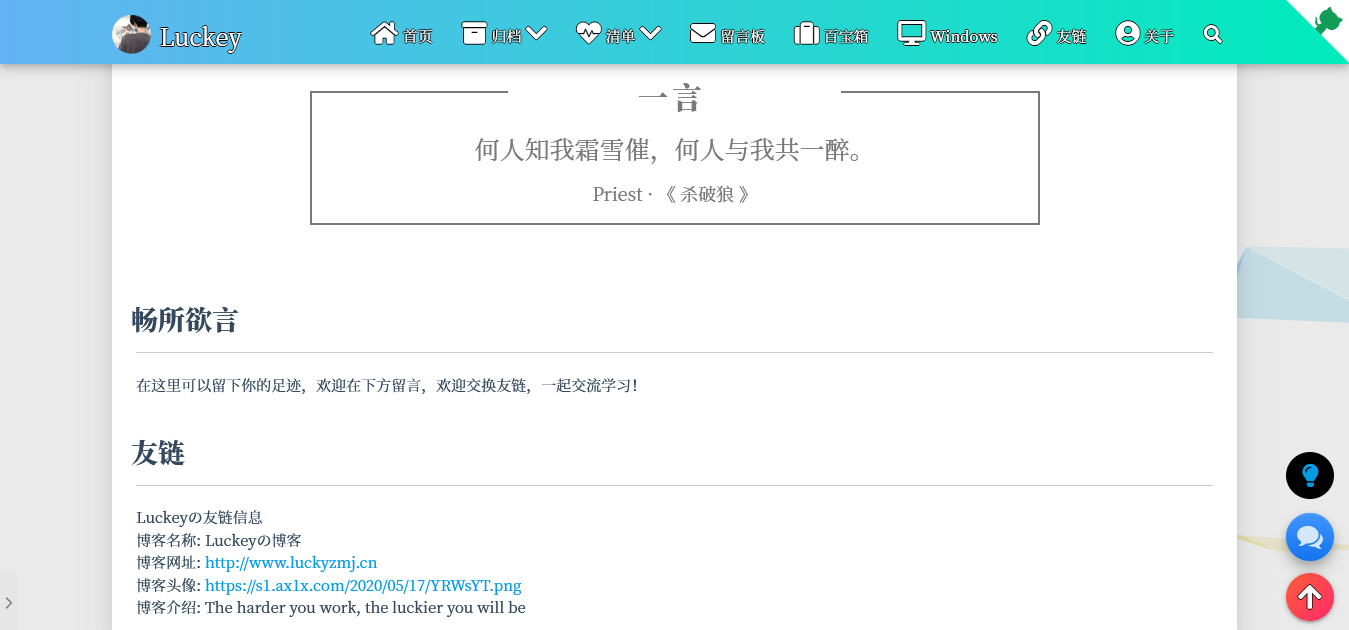 Luckey
首页
归档
清单
留言板
百宝箱
Windows
友链
关于
一言
何人知我霜雪催，何人与我共一醉。
Priest · 《 杀破狼 》
畅所欲言
在这里可以留下你的足迹，欢迎在下方留言，欢迎交换友链，一起交流学习！
友链
Luckeyの友链信息
博客名称: Luckeyの博客
博客网址: http://www.luckyzmj.cn
博客头像: https://s1.ax1x.com/2020/05/17/YRWsYT.png
博客介绍: The harder you work, the luckier you will be